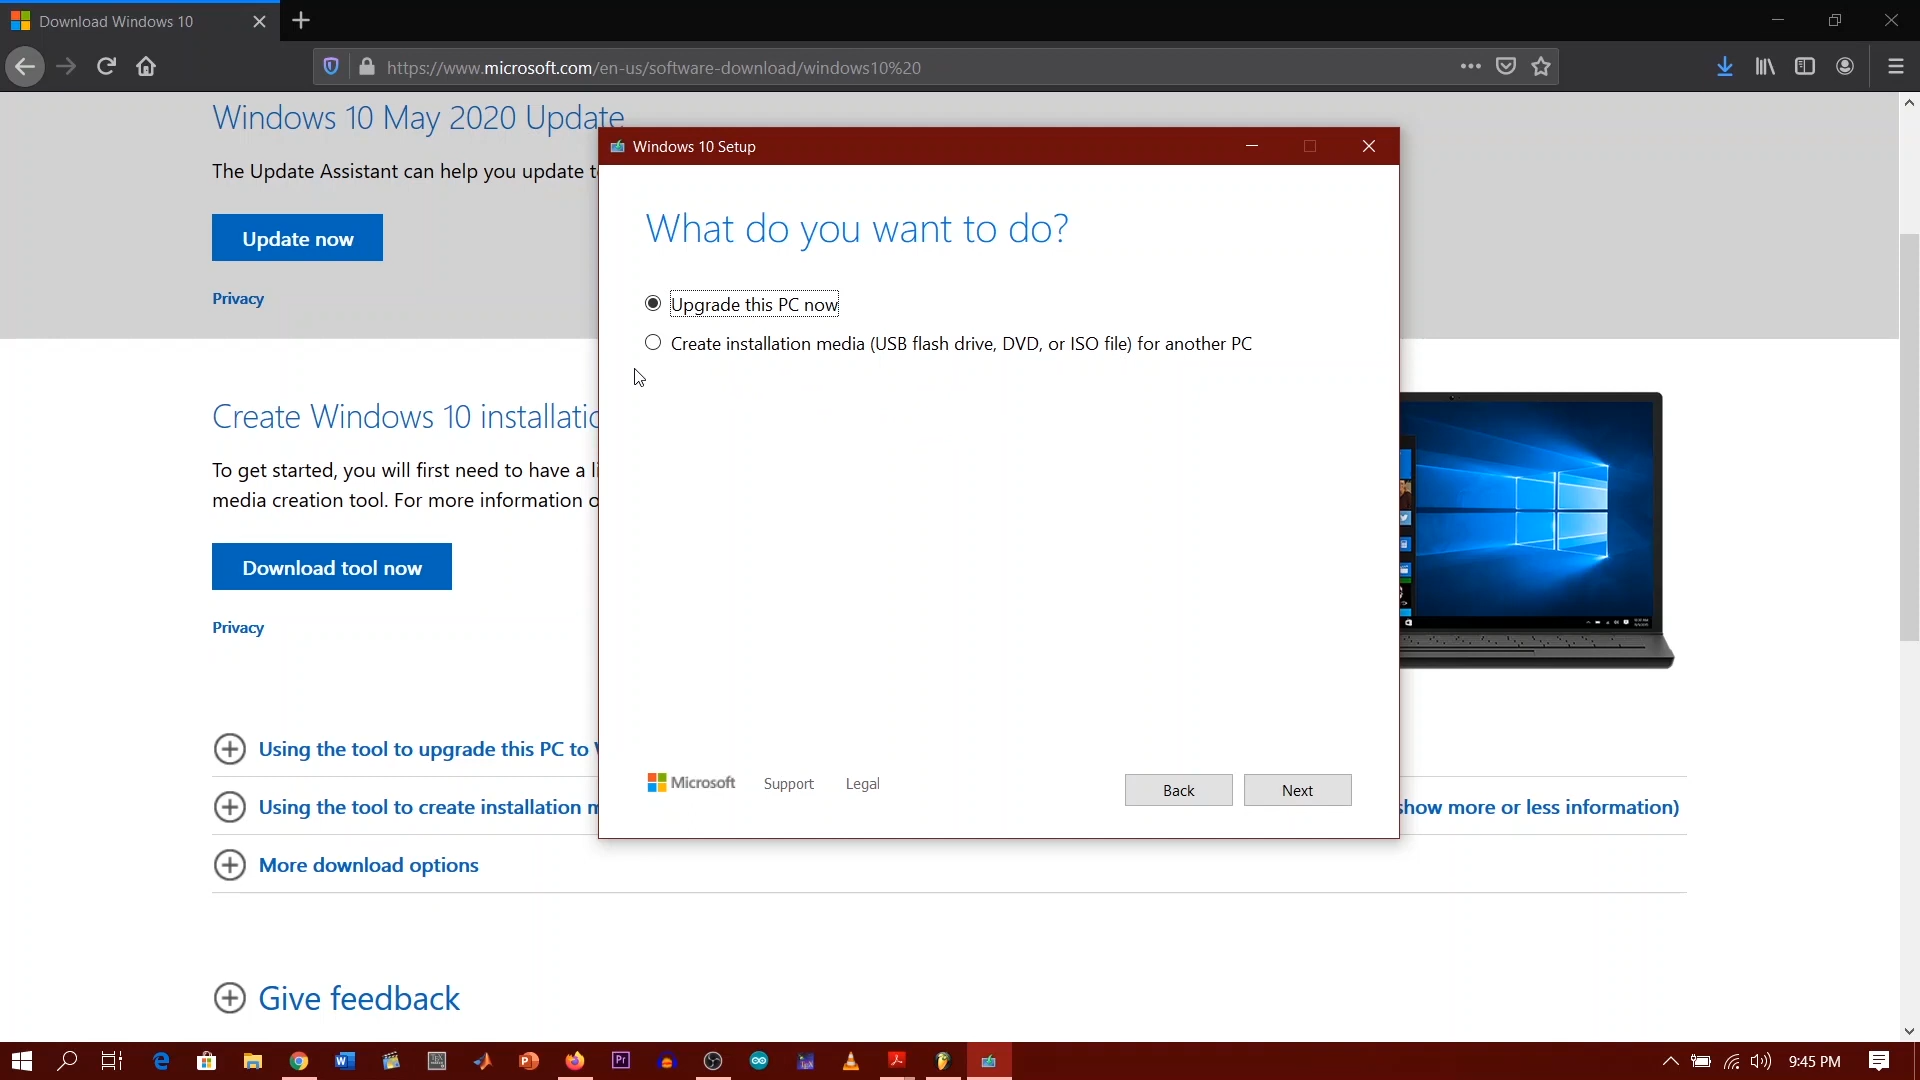 Download Windows 10
https://www.microsoft.com/en-us/software-download/windows10%20
Windows 10 May 2020 Update
The Update Assistant can help you update t
Update now
Privacy
Create Windows 10 installatio
To get started, you will first need to have a li
media creation tool. For more information o
Download tool now
Privacy
Using the tool to upgrade this PC to W
Using the tool to create installation m
show more or less information)
More download options
Give feedback
Windows 10 Setup
What do you want to do?
Upgrade this PC now
Create installation media (USB flash drive, DVD, or ISO file) for another PC
Microsoft
Support
Legal
Back
Next
9:45 PM